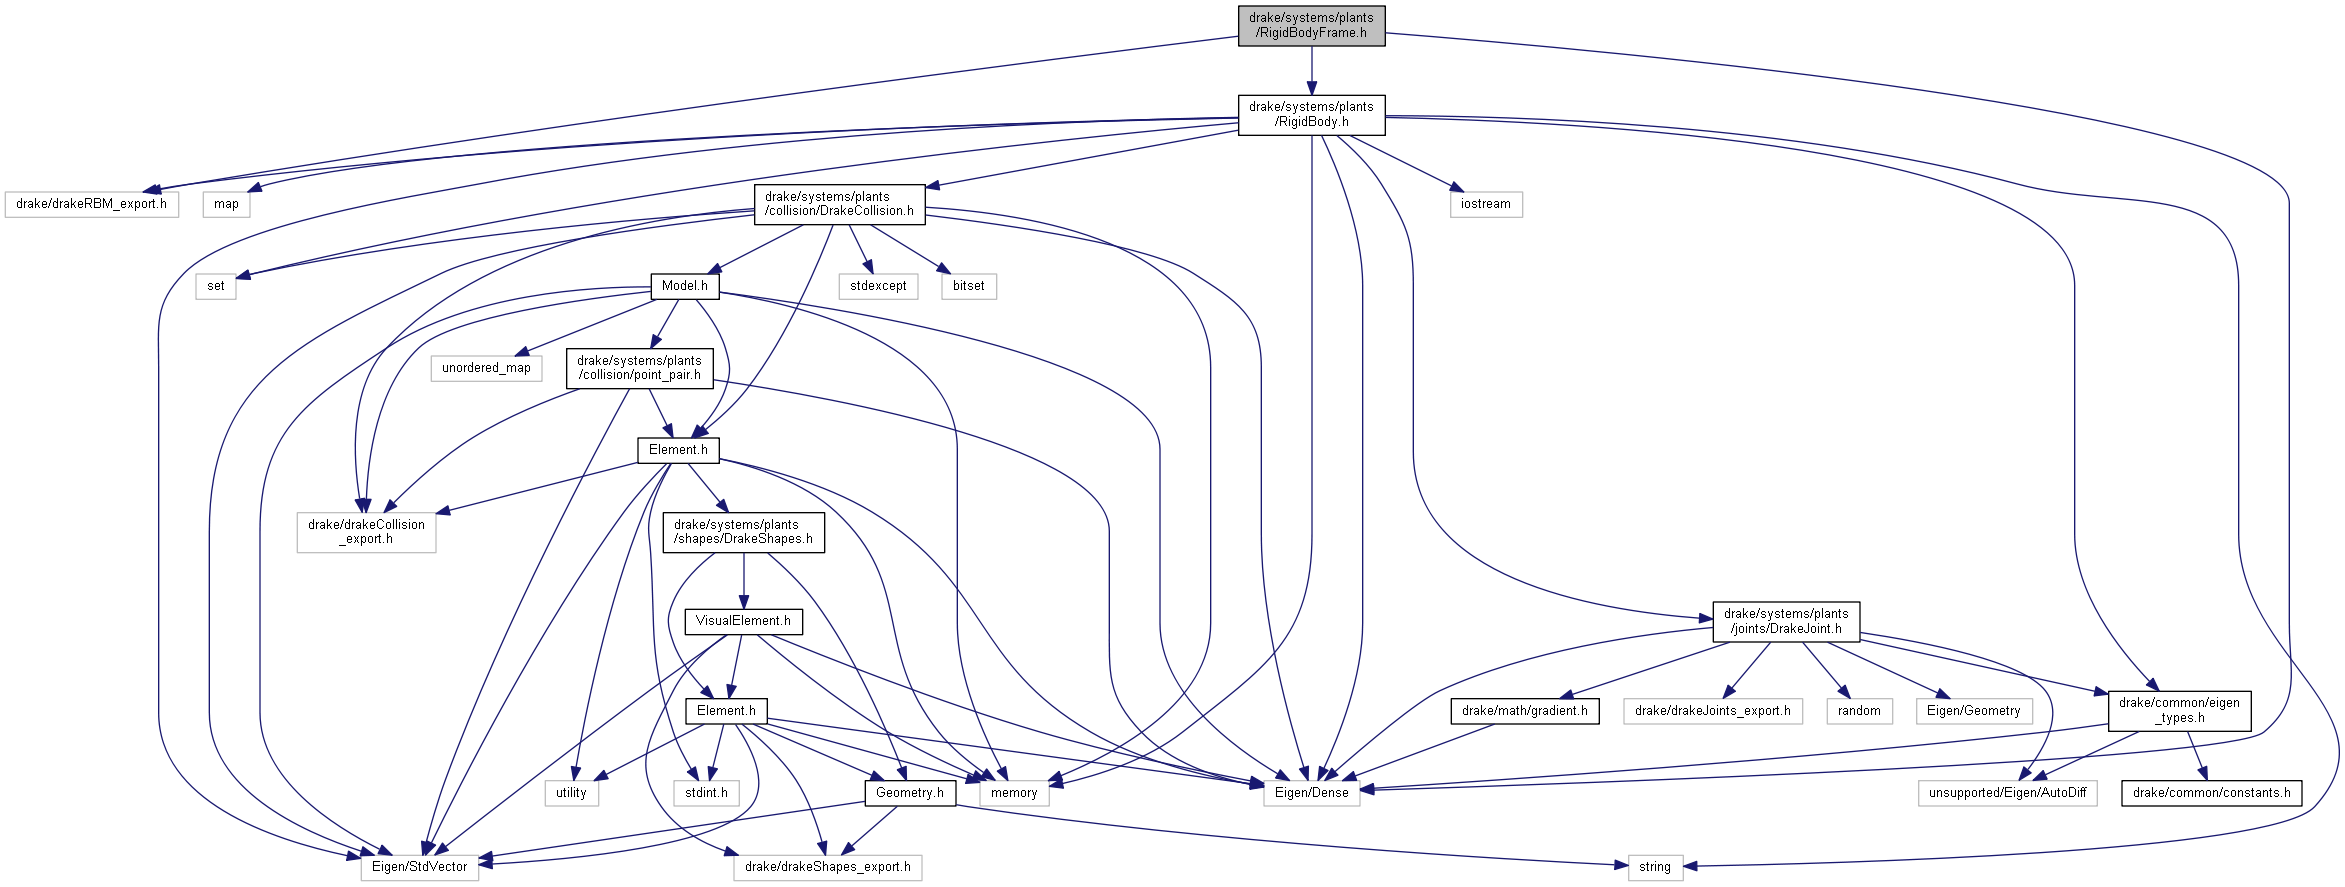 drake/systems/plants
/RigidBodyFrame.h
drake/systems/plants
/RigidBody.h
drake/drakeRBM_export.h
map
drake/systems/plants
/collision/DrakeCollision.h
iostream
set
Model.h
stdexcept
bitset
unordered_map
drake/systems/plants
/collision/point_pair.h
Element.h
drake/drakeCollision
_export.h
drake/systems/plants
/shapes/DrakeShapes.h
VisualElement.h
drake/systems/plants
/joints/DrakeJoint.h
Element.h
drake/math/gradient.h
drake/drakeJoints_export.h
random
Eigen/Geometry
drake/common/eigen
_types.h
utility
stdint.h
Geometry.h
memory
Eigen/Dense
unsupported/Eigen/AutoDiff
drake/common/constants.h
Eigen/StdVector
drake/drakeShapes_export.h
string